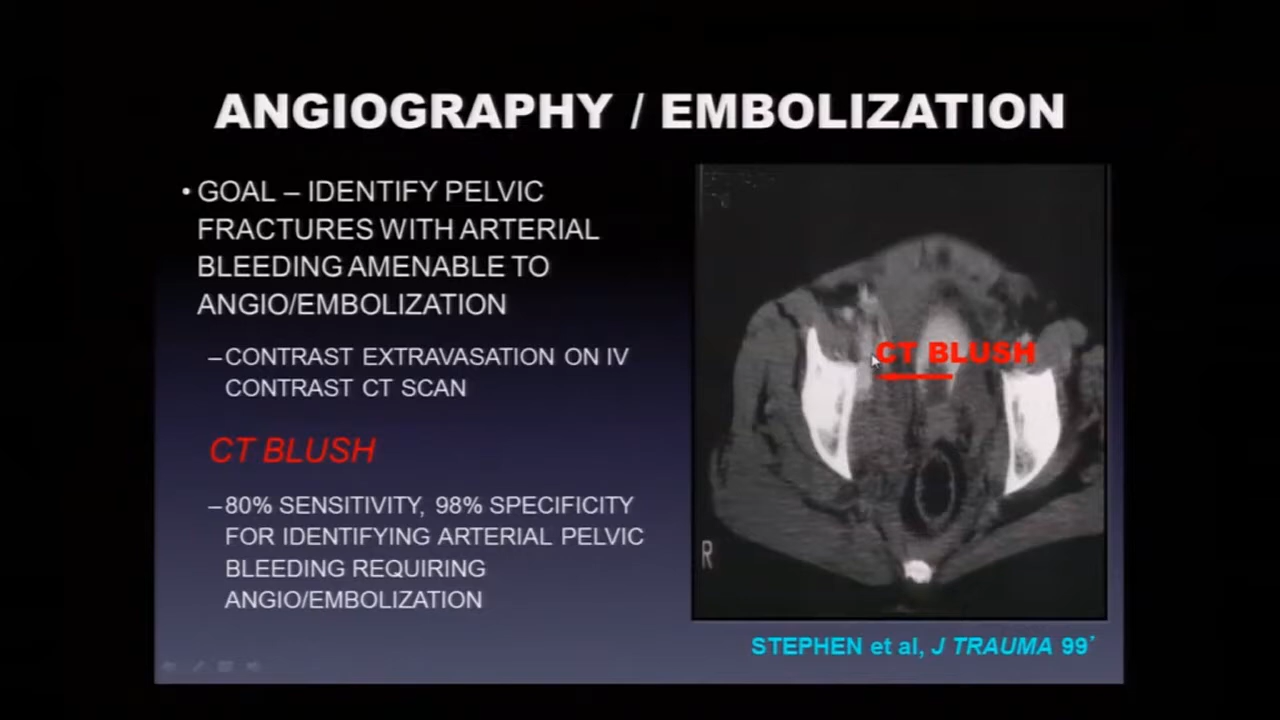 ANGIOGRAPHY / EMBOLIZATION
• GOAL – IDENTIFY PELVIC
FRACTURES WITH ARTERIAL
BLEEDING AMENABLE TO
ANGIO/EMBOLIZATION
–CONTRAST EXTRAVASATION ON IV
CONTRAST CT SCAN
CT BLUSH
–80% SENSITIVITY, 98% SPECIFICITY
FOR IDENTIFYING ARTERIAL PELVIC
BLEEDING REQUIRING
ANGIO/EMBOLIZATION
CT BLUSH
R
STEPHEN et al, J TRAUMA 99'